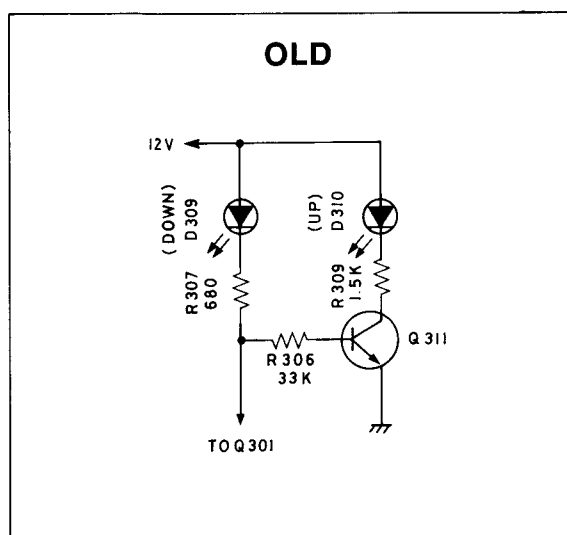 OLD
12V
(DOWN)
D309
(UP)
D310
R307
680
R309
1.5K
R306
33K
Q311
TO Q301